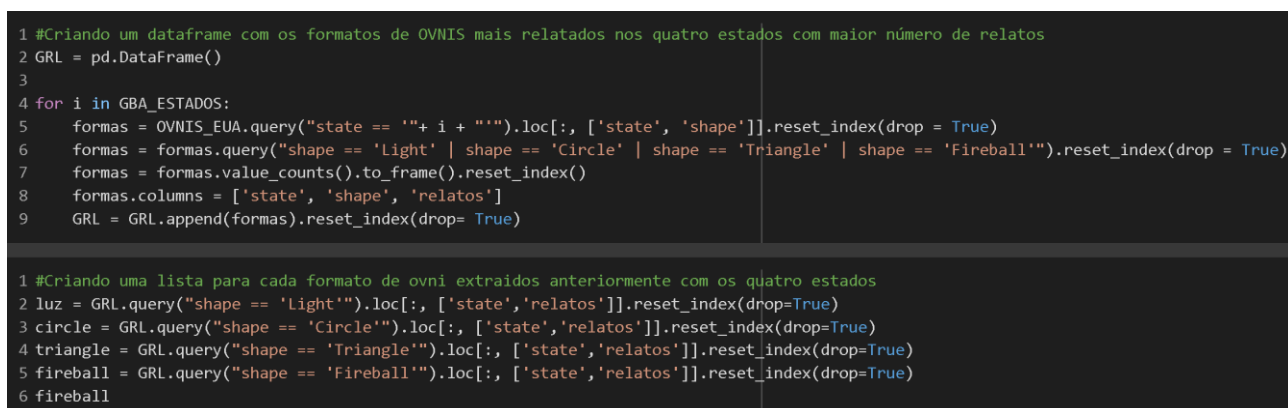 1 #Criando um dataframe com os formatos de OVNIS mais relatados nos quatro estados com maior número de relatos
2 GRL = pd.DataFrame()
3
4 for i in GBA_ESTADOS:
5     formas = OVNIS_EUA.query("state == '"+ i + "'").loc[:, ['state', 'shape']].reset_index(drop = True)
6     formas = formas.query("shape == 'Light' | shape == 'Circle' | shape == 'Triangle' | shape == 'Fireball'").reset_index(drop = True)
7     formas = formas.value_counts().to_frame().reset_index()
8     formas.columns = ['state', 'shape', 'relatos']
9     GRL = GRL.append(formas).reset_index(drop= True)
1 #Criando uma lista para cada formato de ovni extraidos anteriormente com os quatro estados
2 luz = GRL.query("shape == 'Light'").loc[:, ['state','relatos']].reset_index(drop=True)
3 circle = GRL.query("shape == 'Circle'").loc[:, ['state','relatos']].reset_index(drop=True)
4 triangle = GRL.query("shape == 'Triangle'").loc[:, ['state','relatos']].reset_index(drop=True)
5 fireball = GRL.query("shape == 'Fireball'").loc[:, ['state','relatos']].reset_index(drop=True)
6 fireball